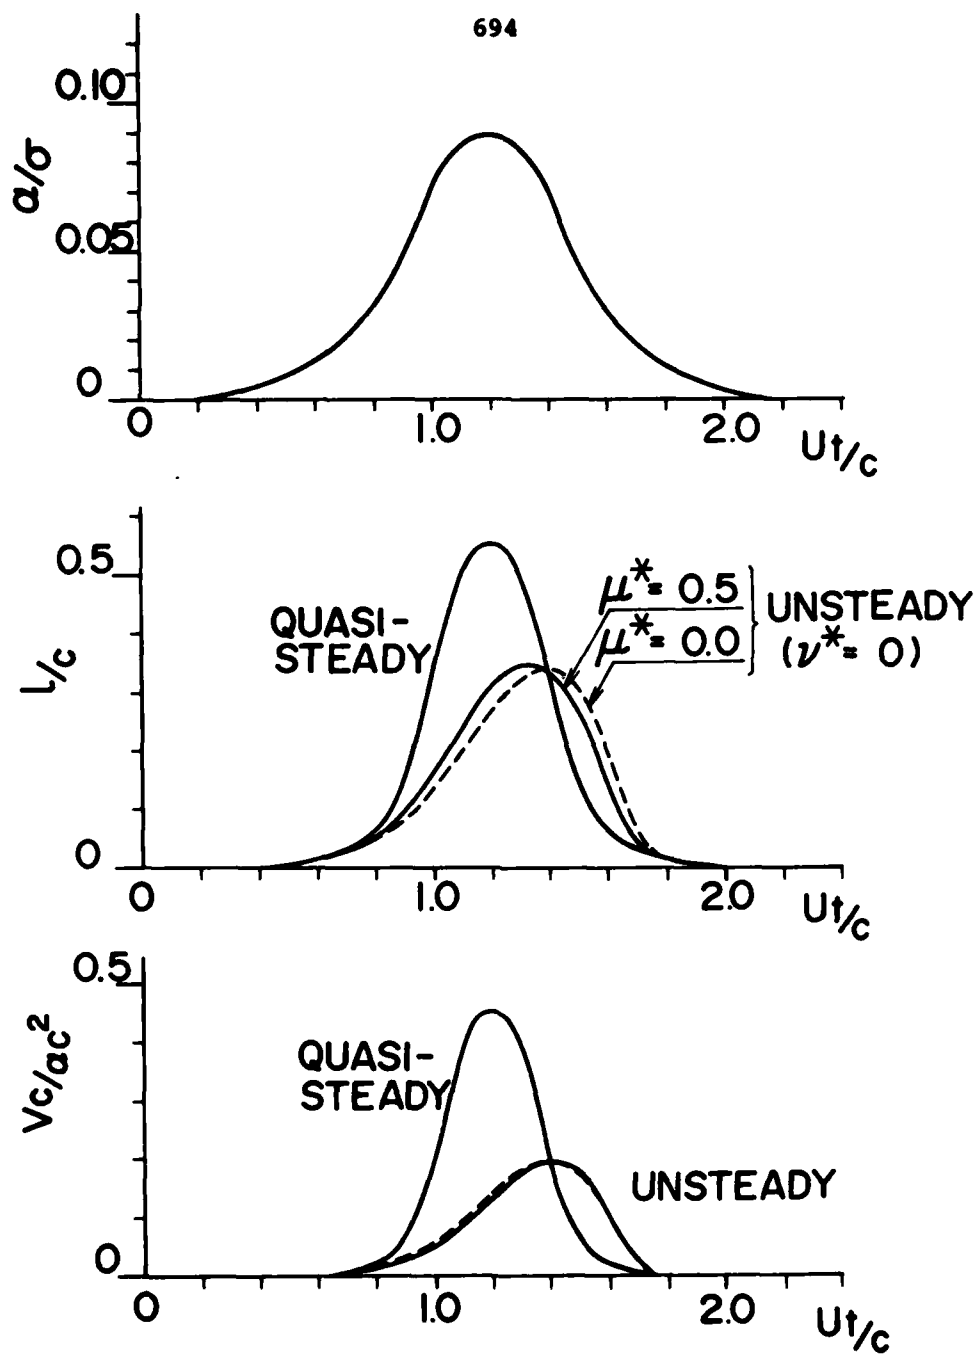 694
0.10
α/σ
0.05
0
0
1.0
2.0
Ut/c
0.5
l/c
QUASI-
STEADY
μ*= 0.5
μ*= 0.0
UNSTEADY
(ν*= 0)
0
0
1.0
2.0
Ut/c
0.5
Vc/αc²
QUASI-
STEADY
UNSTEADY
0
0
1.0
2.0
Ut/c